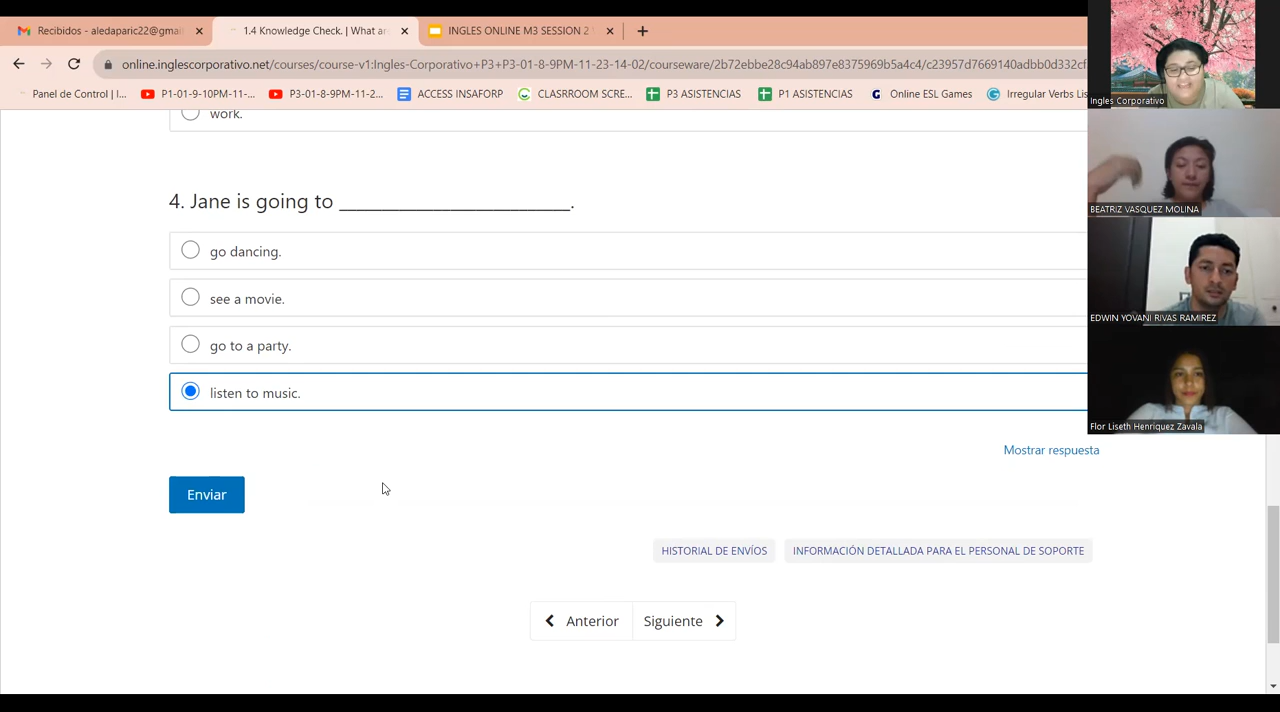 Recibidos - aledaparic22@gmai
1.4 Knowledge Check. | What ar
INGLES ONLINE M3 SESSION 2
online.inglescorporativo.net/courses/course-v1:Ingles-Corporativo+P3+P3-01-8-9PM-11-23-14-02/courseware/2b72ebbe28c94ab897e8375969b5a4c4/c23957d7669140adbb0d332cf
Panel de Control | I...
P1-01-9-10PM-11-...
P3-01-8-9PM-11-2...
ACCESS INSAFORP
CLASRROOM SCRE...
P3 ASISTENCIAS
P1 ASISTENCIAS
Online ESL Games
Irregular Verbs Lis
Ingles Corporativo
work.
4. Jane is going to __________________________.
BEATRIZ VASQUEZ MOLINA
go dancing.
see a movie.
EDWIN YOVANI RIVAS RAMIREZ
go to a party.
listen to music.
Flor Liseth Henriquez Zavala
Mostrar respuesta
Enviar
HISTORIAL DE ENVÍOS
INFORMACIÓN DETALLADA PARA EL PERSONAL DE SOPORTE
Anterior
Siguiente